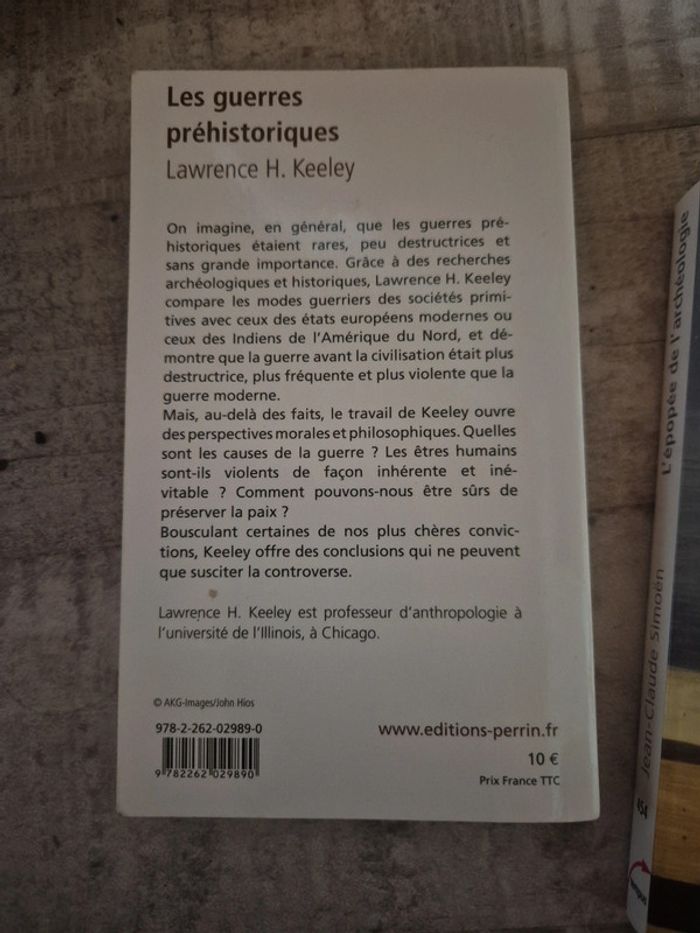 Les guerres
préhistoriques
Lawrence H. Keeley
On imagine, en général, que les guerres pré-
historiques étaient rares, peu destructrices et
sans grande importance. Grâce à des recherches
archéologiques et historiques, Lawrence H. Keeley
compare les modes guerriers des sociétés primi-
tives avec ceux des états européens modernes ou
ceux des Indiens de l'Amérique du Nord, et dé-
montre que la guerre avant la civilisation était plus
destructrice, plus fréquente et plus violente que la
guerre moderne.
Mais, au-delà des faits, le travail de Keeley ouvre
des perspectives morales et philosophiques. Quelles
sont les causes de la guerre ? Les êtres humains
sont-ils violents de façon inhérente et iné-
vitable ? Comment pouvons-nous être sûrs de
préserver la paix ?
Bousculant certaines de nos plus chères convic-
tions, Keeley offre des conclusions qui ne peuvent
que susciter la controverse.
Lawrence H. Keeley est professeur d'anthropologie à
l'université de l'Illinois, à Chicago.
© AKG-Images/John Hios
978-2-262-02989-0
9 782262 029890
www.editions-perrin.fr
10 €
Prix France TTC
L'épopée de l'archéologie
Jean-Claude Simoën
454
tempus